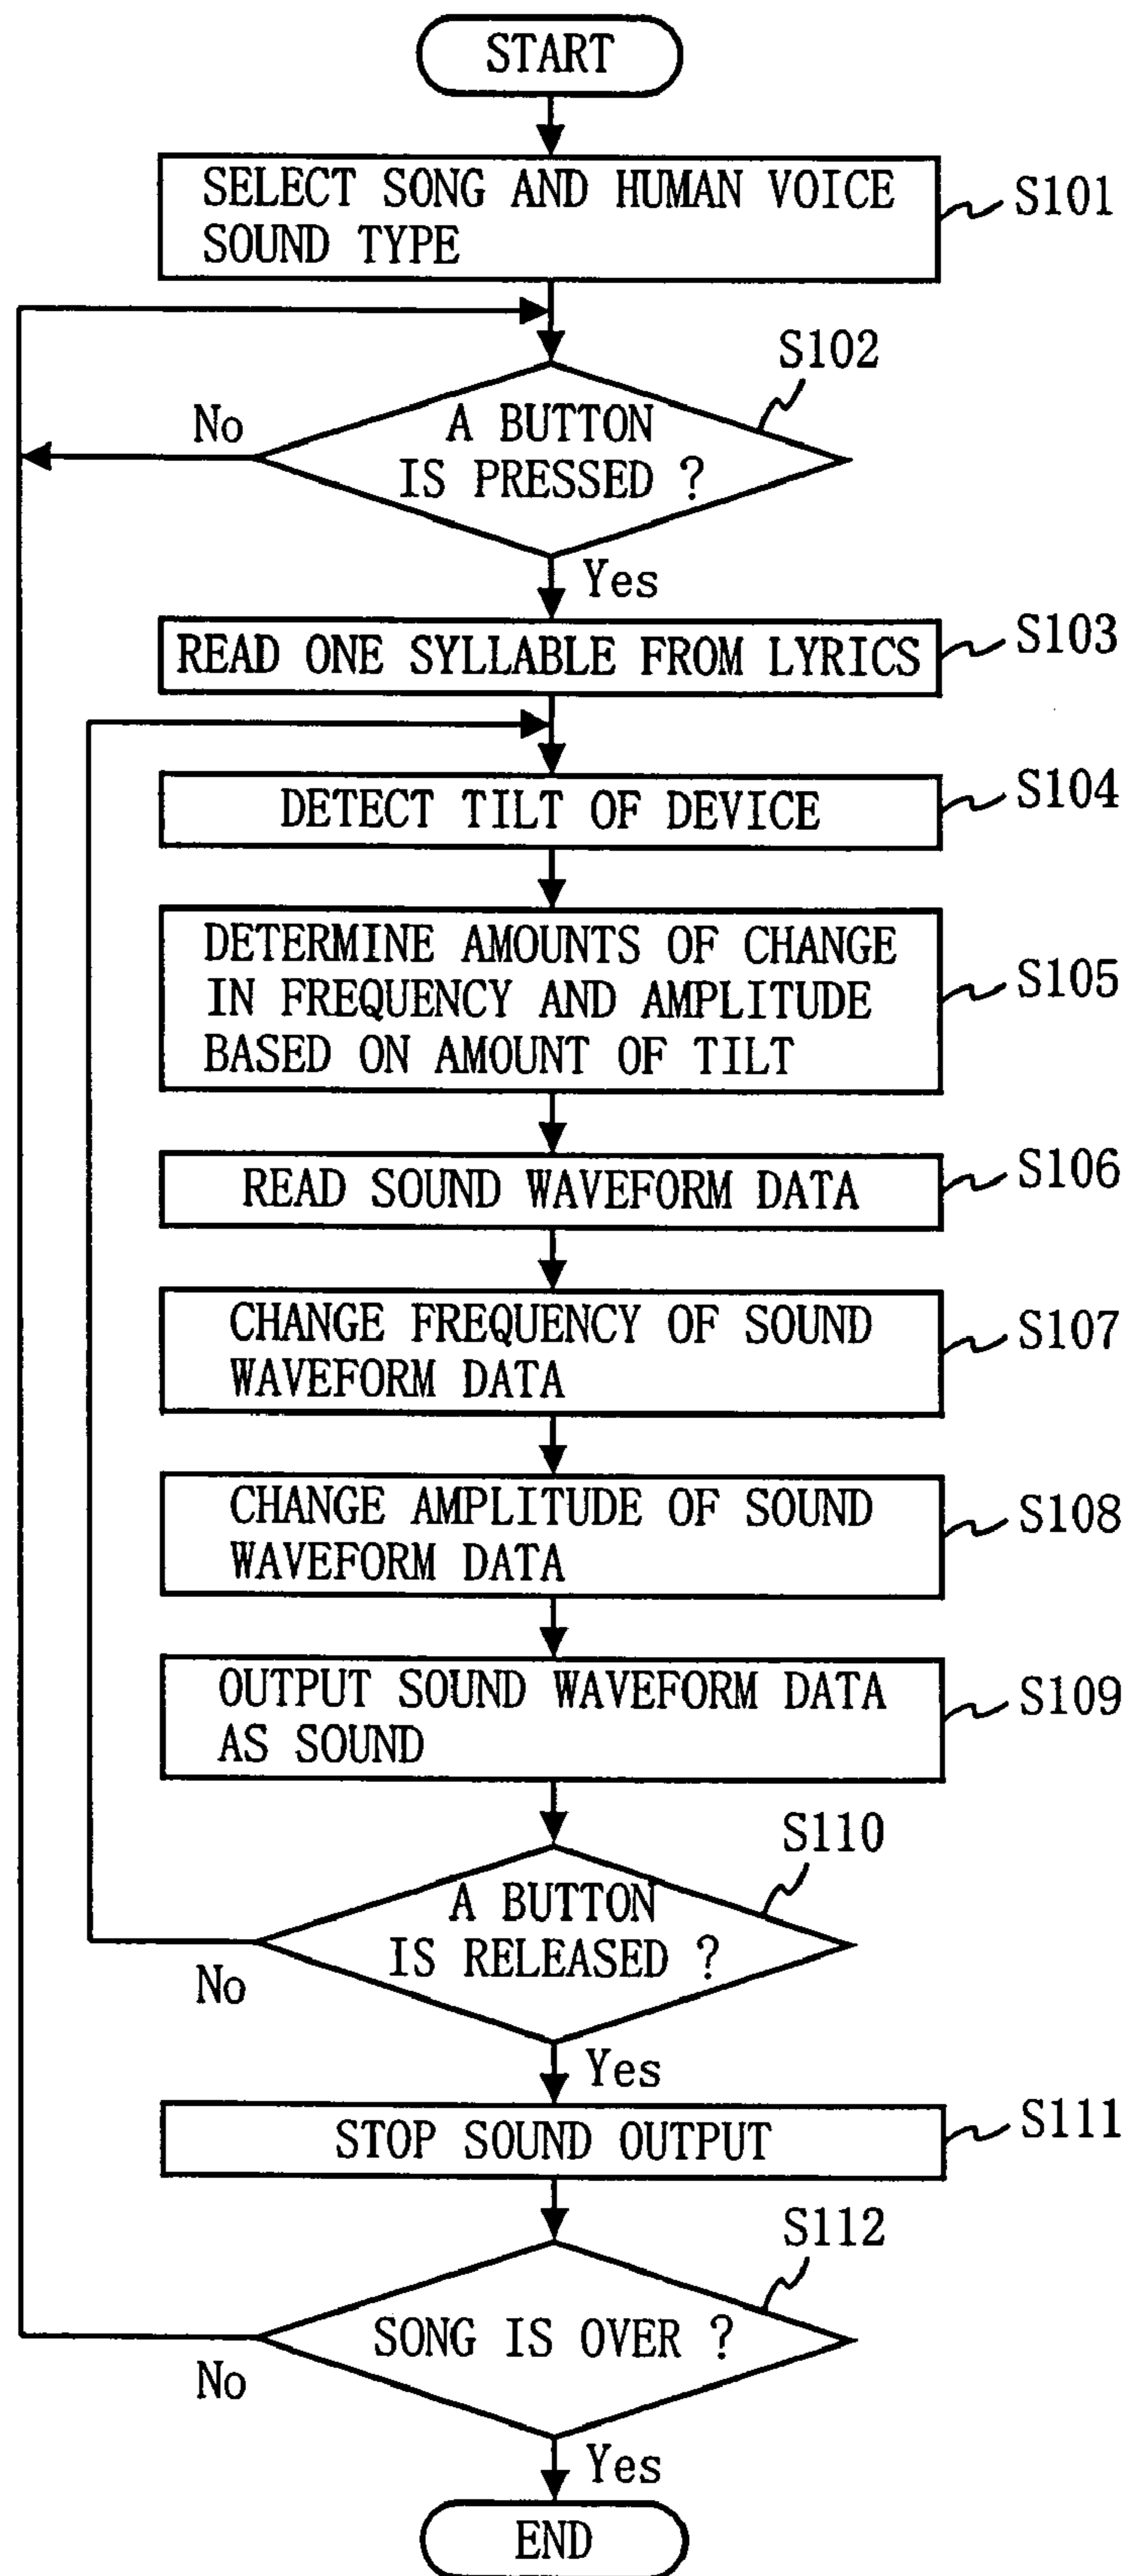 START
SELECT SONG AND HUMAN VOICE
SOUND TYPE
S101
S102
A BUTTON
IS PRESSED ?
No
Yes
READ ONE SYLLABLE FROM LYRICS
S103
DETECT TILT OF DEVICE
S104
DETERMINE AMOUNTS OF CHANGE
IN FREQUENCY AND AMPLITUDE
BASED ON AMOUNT OF TILT
S105
READ SOUND WAVEFORM DATA
S106
CHANGE FREQUENCY OF SOUND
WAVEFORM DATA
S107
CHANGE AMPLITUDE OF SOUND
WAVEFORM DATA
S108
OUTPUT SOUND WAVEFORM DATA
AS SOUND
S109
S110
A BUTTON
IS RELEASED ?
No
Yes
STOP SOUND OUTPUT
S111
S112
SONG IS OVER ?
No
Yes
END